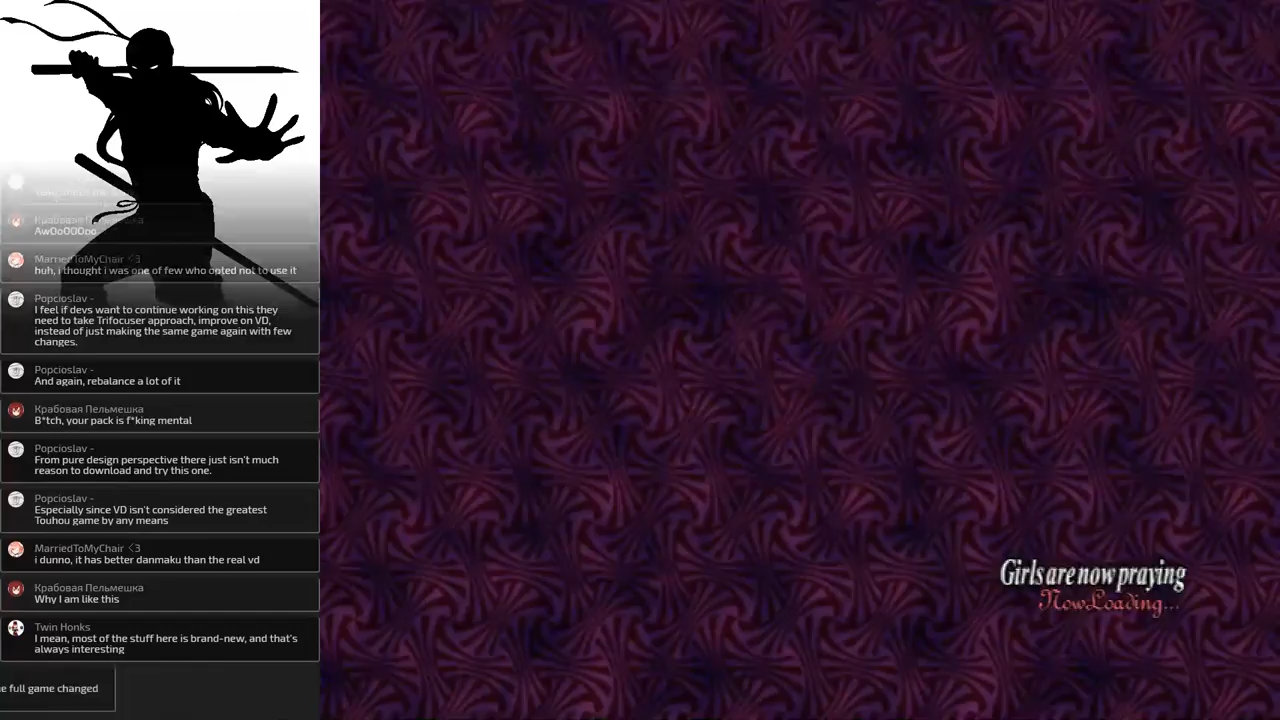 AwDoOODoo
MarriedToMyChair <3
huh, i thought i was one of few who opted not to use it
Popcioslav -
I feel if devs want to continue working on this they
need to take Trifocuser approach, improve on VD,
instead of just making the same game again with few
changes.
Popcioslav -
And again, rebalance a lot of it
Крабовая Пельмешка
B*tch, your pack is f*king mental
Popcioslav -
From pure design perspective there just isn't much
reason to download and try this one.
Popcioslav -
Especially since VD isn't considered the greatest
Touhou game by any means
MarriedToMyChair <3
i dunno, it has better danmaku than the real vd
Крабовая Пельмешка
Why I am like this
Twin Honks
I mean, most of the stuff here is brand-new, and that's
always interesting
e full game changed
Girls are now praying
Now Loading...